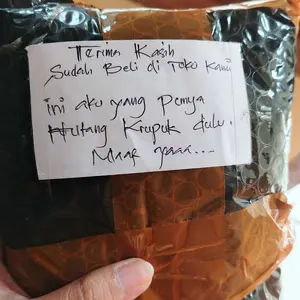 Terima Kasih
Sudah Beli di Toko Kami
ini aku yang Punya
Hutang Krupuk dulu.
Maaf yaaa...